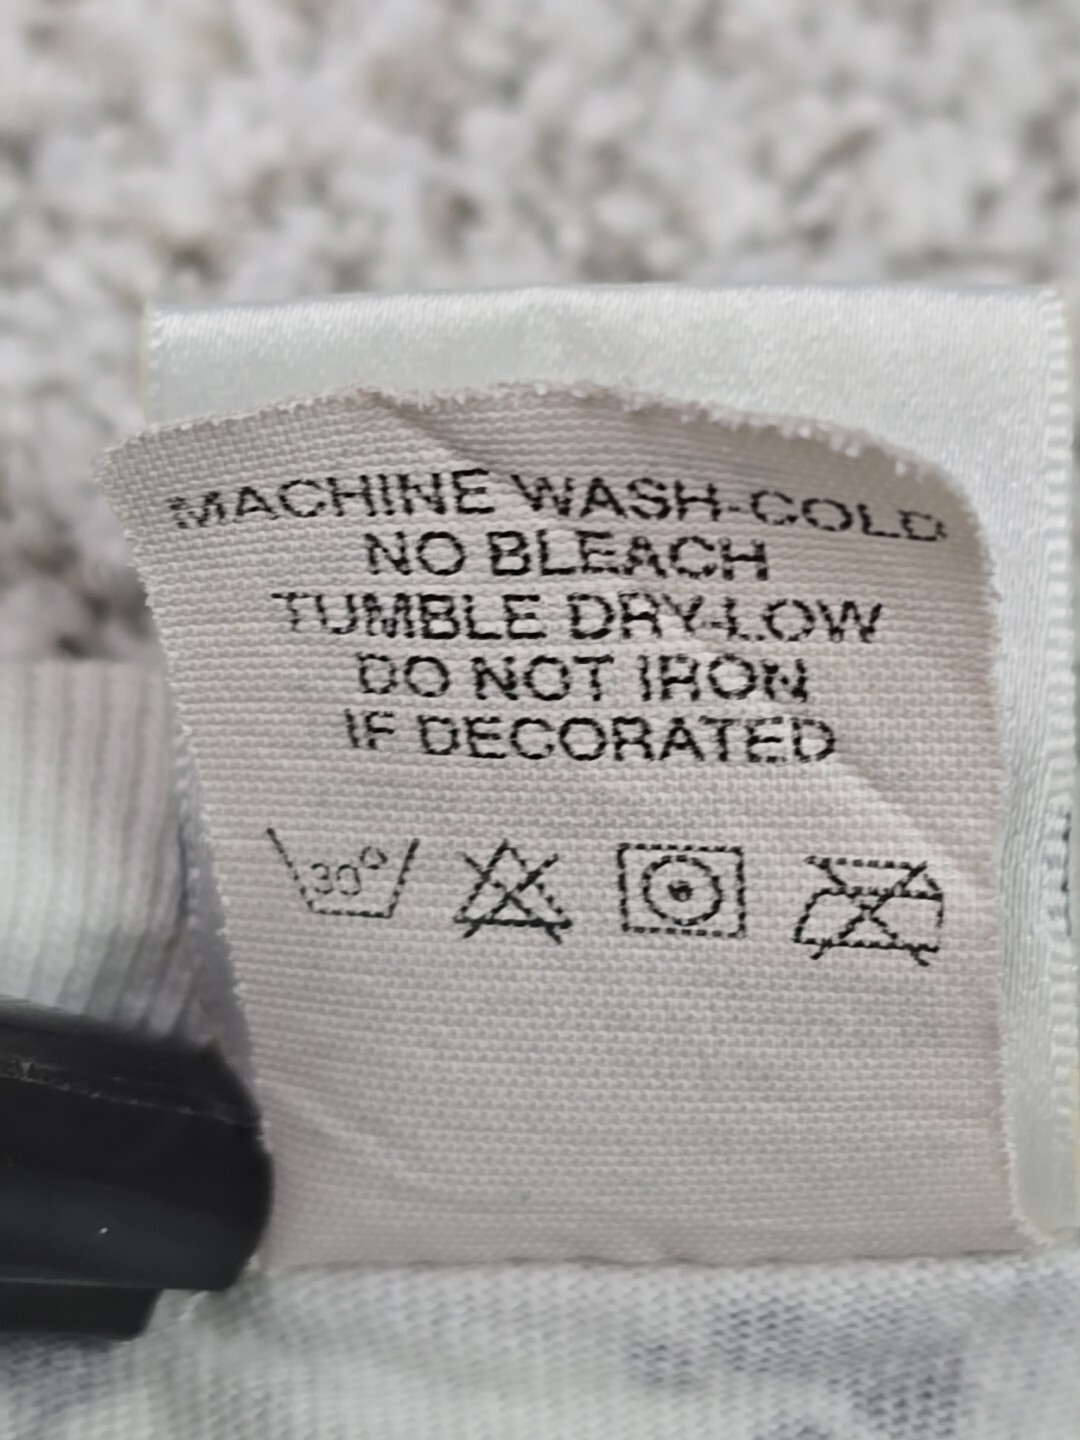 MACHINE WASH-COLD
NO BLEACH
TUMBLE DRY-LOW
DO NOT IRON
IF DECORATED
30°